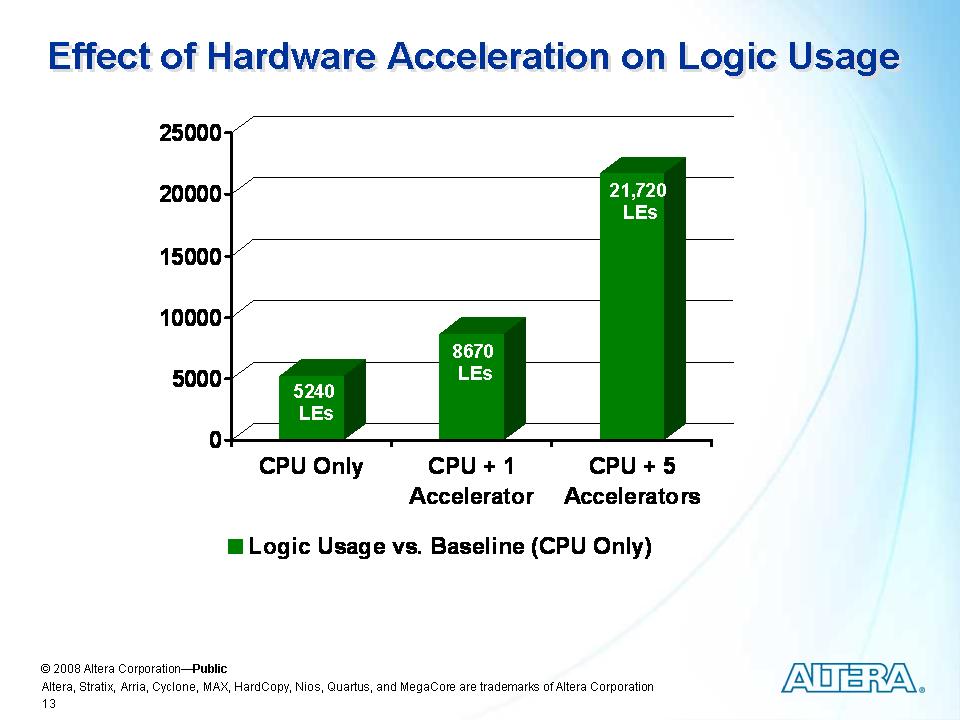 Effect of Hardware Acceleration on Logic Usage
25000
20000
15000
10000
5000
0
5240
LEs
8670
LEs
21,720
LEs
CPU Only
CPU + 1
Accelerator
CPU + 5
Accelerators
Logic Usage vs. Baseline (CPU Only)
© 2008 Altera Corporation—Public
Altera, Stratix, Arria, Cyclone, MAX, HardCopy, Nios, Quartus, and MegaCore are trademarks of Altera Corporation
13
ALTERA®